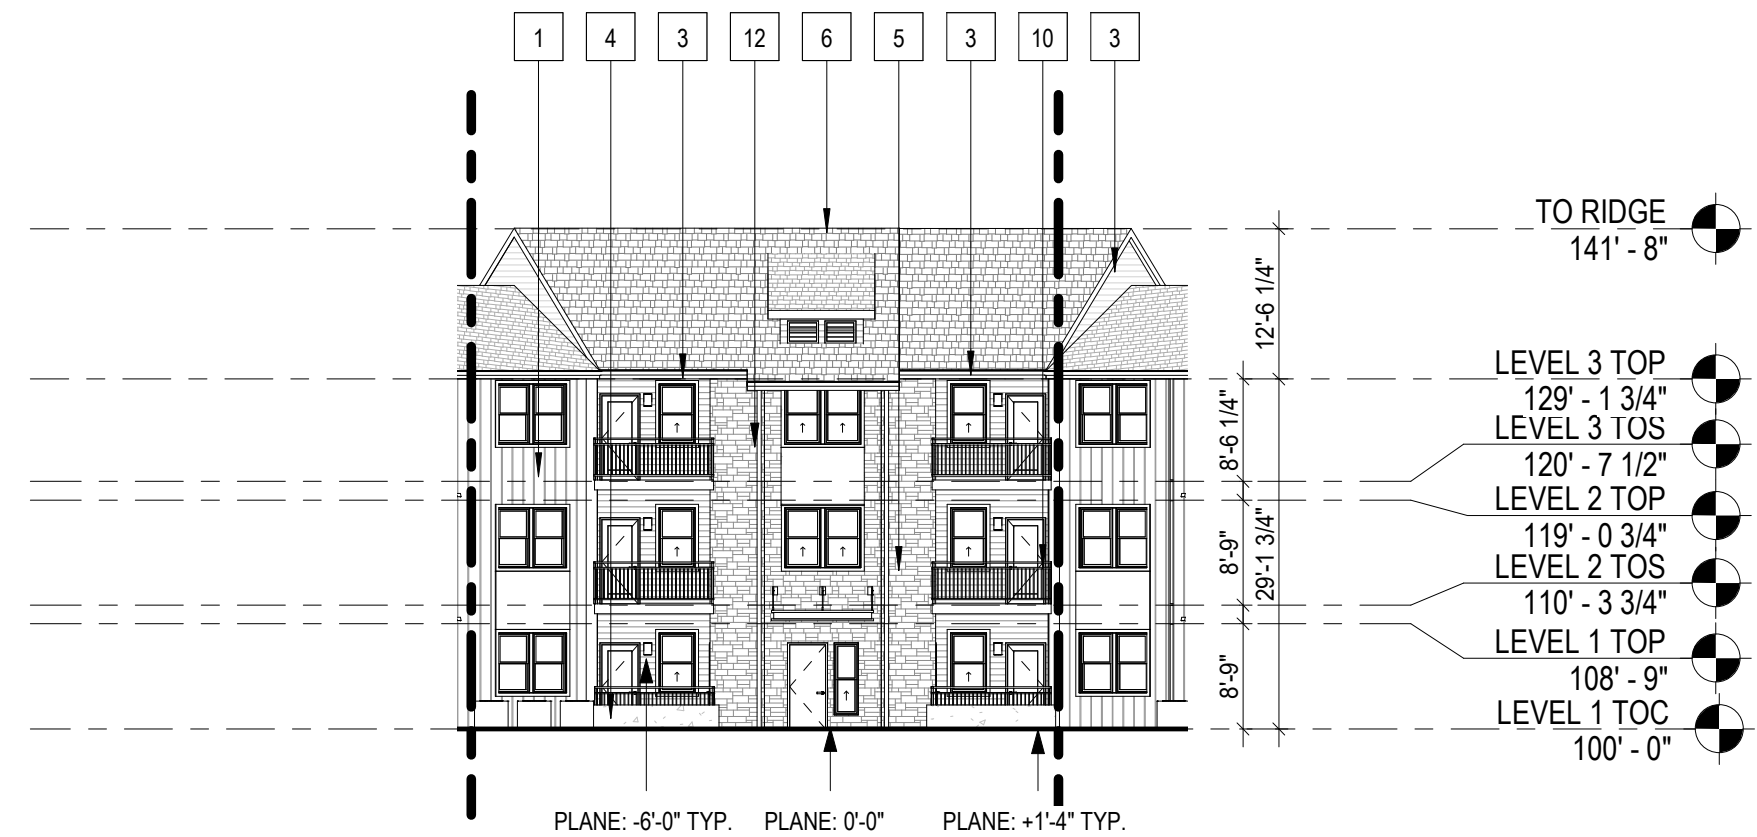 1 4 3 12 6 5 3 10 3
TO RIDGE
141' - 8"
12'-6 1/4"
LEVEL 3 TOP
129' - 1 3/4"
LEVEL 3 TOS
120' - 7 1/2"
8'-6 1/4"
LEVEL 2 TOP
119' - 0 3/4"
8'-9"
29'-1 3/4"
LEVEL 2 TOS
110' - 3 3/4"
LEVEL 1 TOP
108' - 9"
8'-9"
LEVEL 1 TOC
100' - 0"
PLANE: -6'-0" TYP. PLANE: 0'-0" PLANE: +1'-4" TYP.